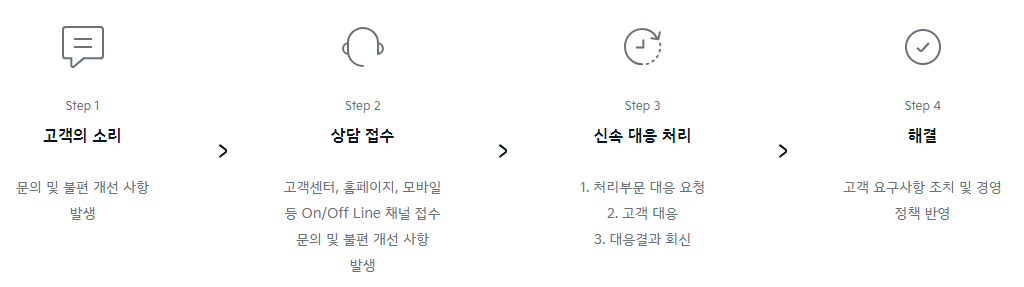 Step 1
고객의 소리
문의 및 불편 개선 사항
발생
Step 2
상담 접수
고객센터, 홈페이지, 모바일
등 On/Off Line 채널 접수
문의 및 불편 개선 사항
발생
Step 3
신속 대응 처리
1. 처리부문 대응 요청
2. 고객 대응
3. 대응결과 회신
Step 4
해결
고객 요구사항 조치 및 경영
정책 반영